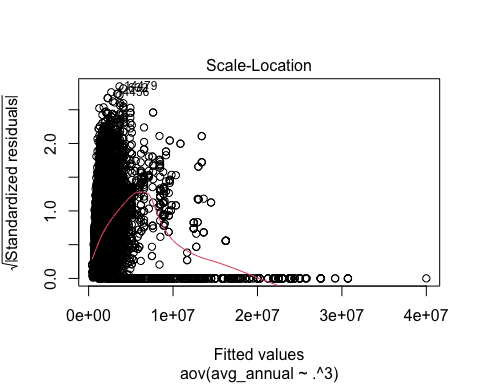 Scale-Location
√|Standardized residuals|
2.0
1.0
0.0
0e+00 1e+07 2e+07 3e+07 4e+07
Fitted values
aov(avg_annual ~ .^3)